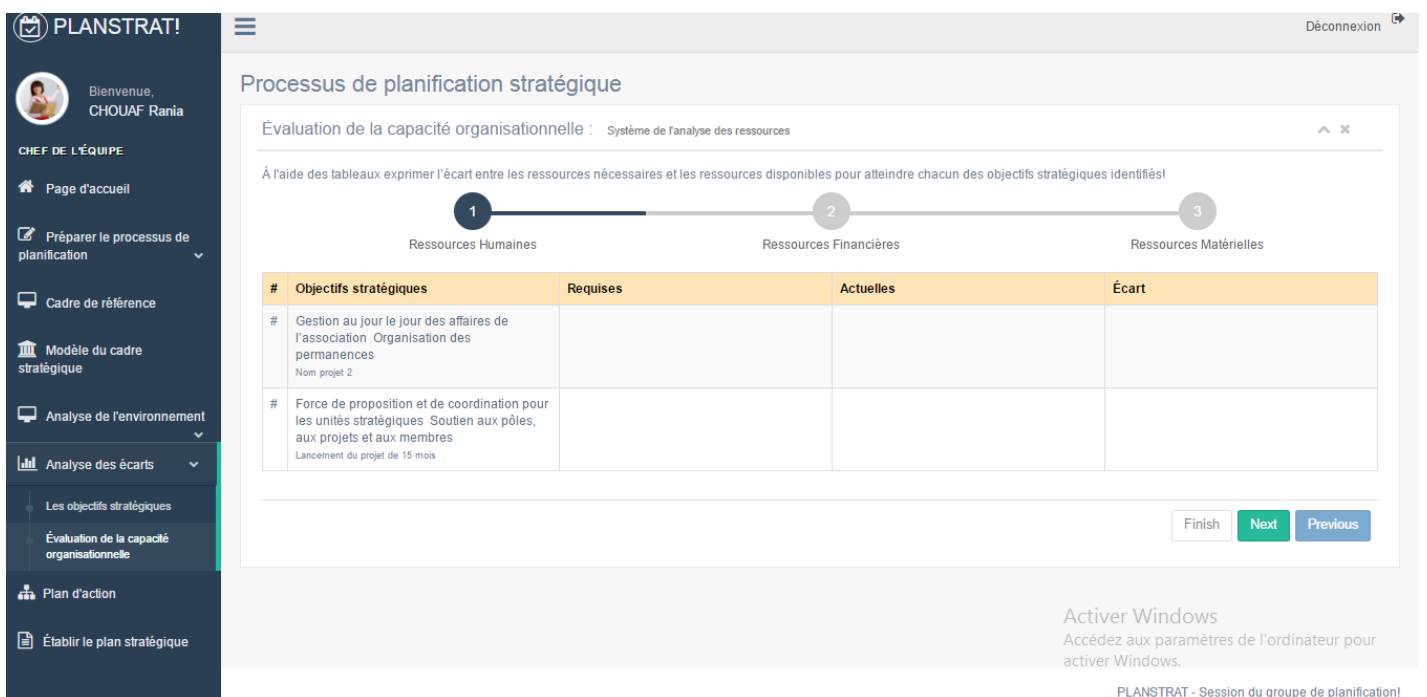 PLANSTRAT!
Déconnexion
Bienvenue,
CHOUAF Rania
CHEF DE L'ÉQUIPE
Page d'accueil
Préparer le processus de
planification
Cadre de référence
Modèle du cadre
stratégique
Analyse de l'environnement
Analyse des écarts
Les objectifs stratégiques
Évaluation de la capacité
organisationnelle
Plan d'action
Établir le plan stratégique
Processus de planification stratégique
Évaluation de la capacité organisationnelle : Système de l'analyse des ressources
À l'aide des tableaux exprimer l'écart entre les ressources nécessaires et les ressources disponibles pour atteindre chacun des objectifs stratégiques identifiés!
1 2 3
Ressources Humaines Ressources Financières Ressources Matérielles
# Objectifs stratégiques Requises Actuelles Écart
# Gestion au jour le jour des affaires de
l'association Organisation des
permanences
Nom projet 2
# Force de proposition et de coordination pour
les unités stratégiques Soutien aux pôles,
aux projets et aux membres
Lancement du projet de 15 mois
Finish Next Previous
Activer Windows
Accédez aux paramètres de l'ordinateur pour
activer Windows.
PLANSTRAT - Session du groupe de planification!